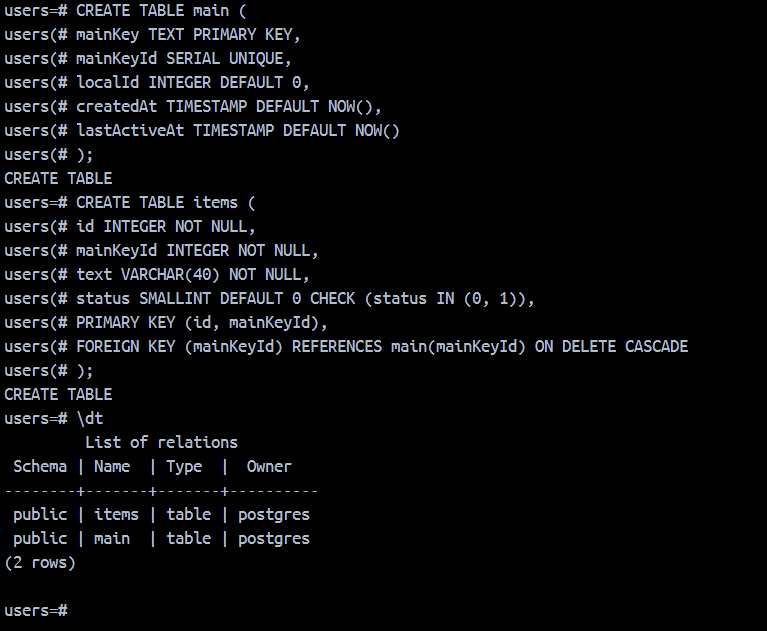 users=# CREATE TABLE main (
users(# mainKey TEXT PRIMARY KEY,
users(# mainKeyId SERIAL UNIQUE,
users(# localId INTEGER DEFAULT 0,
users(# createdAt TIMESTAMP DEFAULT NOW(),
users(# lastActiveAt TIMESTAMP DEFAULT NOW()
users(# );
CREATE TABLE
users=# CREATE TABLE items (
users(# id INTEGER NOT NULL,
users(# mainKeyId INTEGER NOT NULL,
users(# text VARCHAR(40) NOT NULL,
users(# status SMALLINT DEFAULT 0 CHECK (status IN (0, 1)),
users(# PRIMARY KEY (id, mainKeyId),
users(# FOREIGN KEY (mainKeyId) REFERENCES main(mainKeyId) ON DELETE CASCADE
users(# );
CREATE TABLE
users=# \dt
         List of relations
 Schema | Name  | Type  |  Owner
--------+-------+-------+----------
 public | items | table | postgres
 public | main  | table | postgres
(2 rows)

users=#